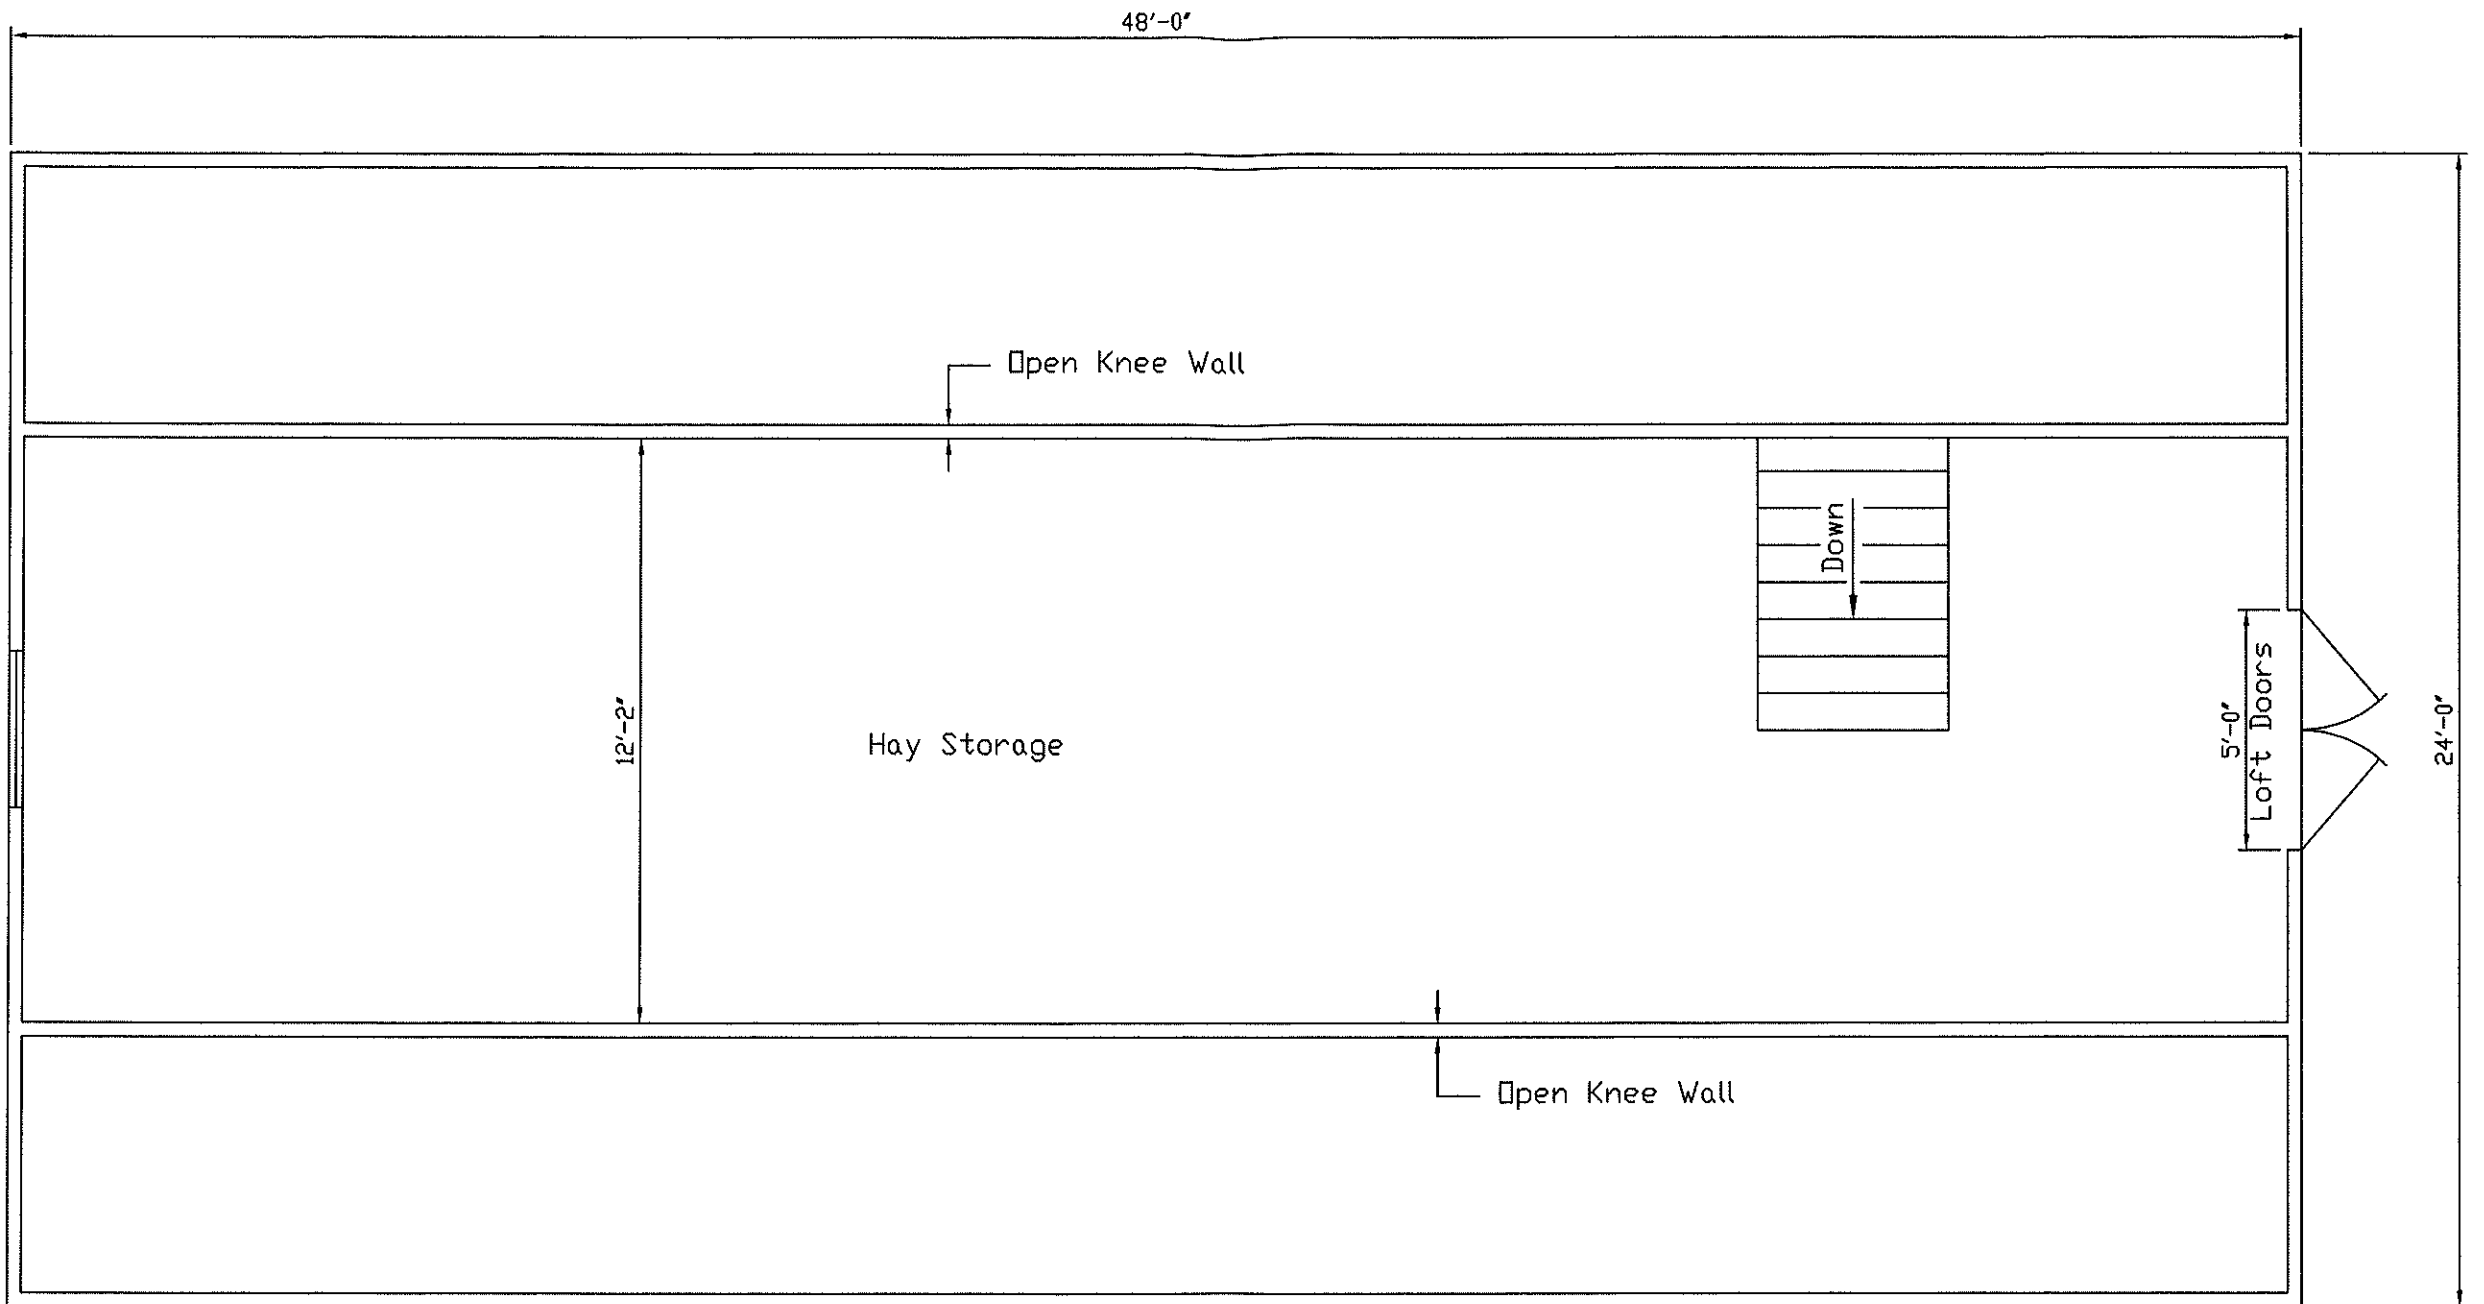 48'-0"
Open Knee Wall
Down
12'-2"
Hay Storage
5'-0"
Loft Doors
24'-0"
Open Knee Wall